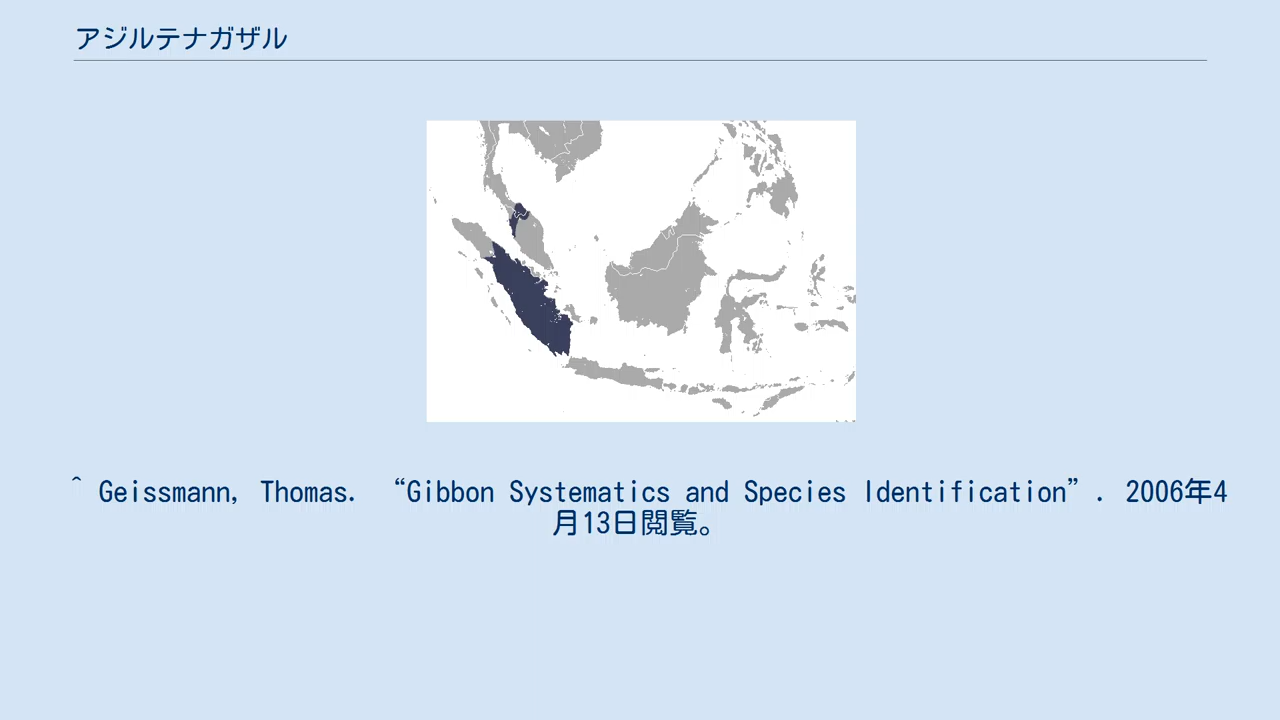 アジルテナガザル
^ Geissmann, Thomas. “Gibbon Systematics and Species Identification”. 2006年4
月13日閲覧。